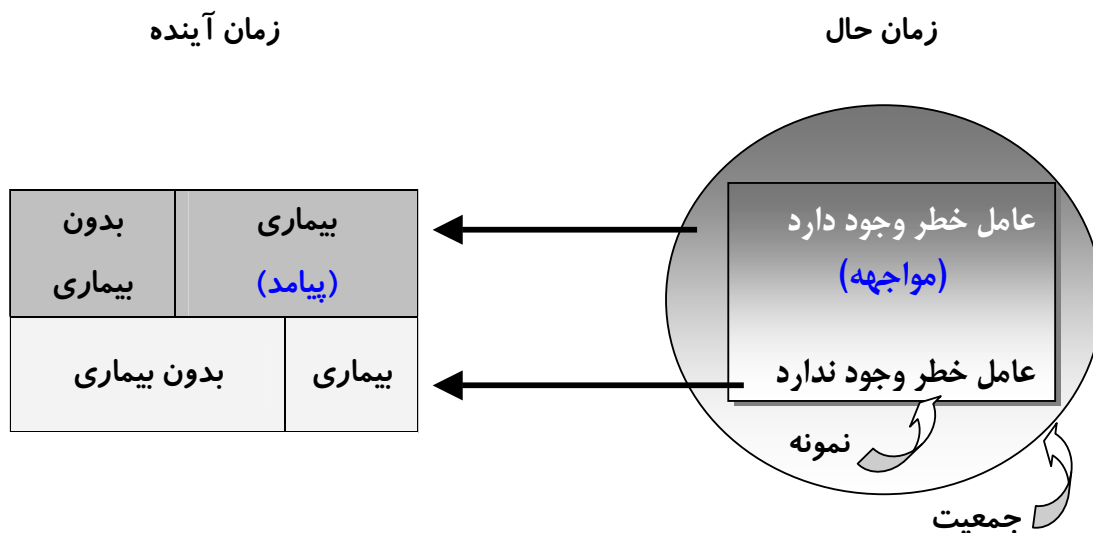 زمان حال
زمان آینده
عامل خطر وجود دارد
(مواجهه)
عامل خطر وجود ندارد
نمونه
جمعیت
بیماری
(پیامد)
بدون
بیماری
بیماری
بدون بیماری